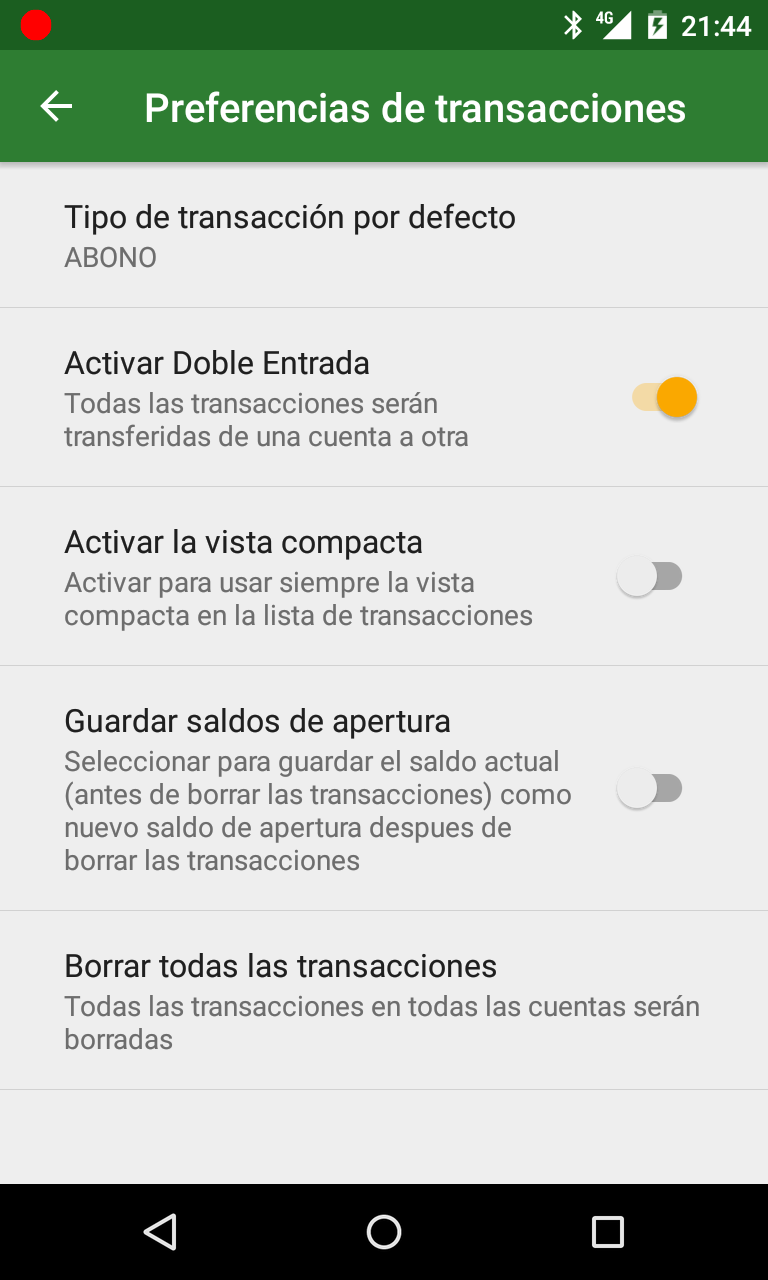 4G 21:44
Preferencias de transacciones
Tipo de transacción por defecto
ABONO
Activar Doble Entrada
Todas las transacciones serán
transferidas de una cuenta a otra
Activar la vista compacta
Activar para usar siempre la vista
compacta en la lista de transacciones
Guardar saldos de apertura
Seleccionar para guardar el saldo actual
(antes de borrar las transacciones) como
nuevo saldo de apertura despues de
borrar las transacciones
Borrar todas las transacciones
Todas las transacciones en todas las cuentas serán
borradas